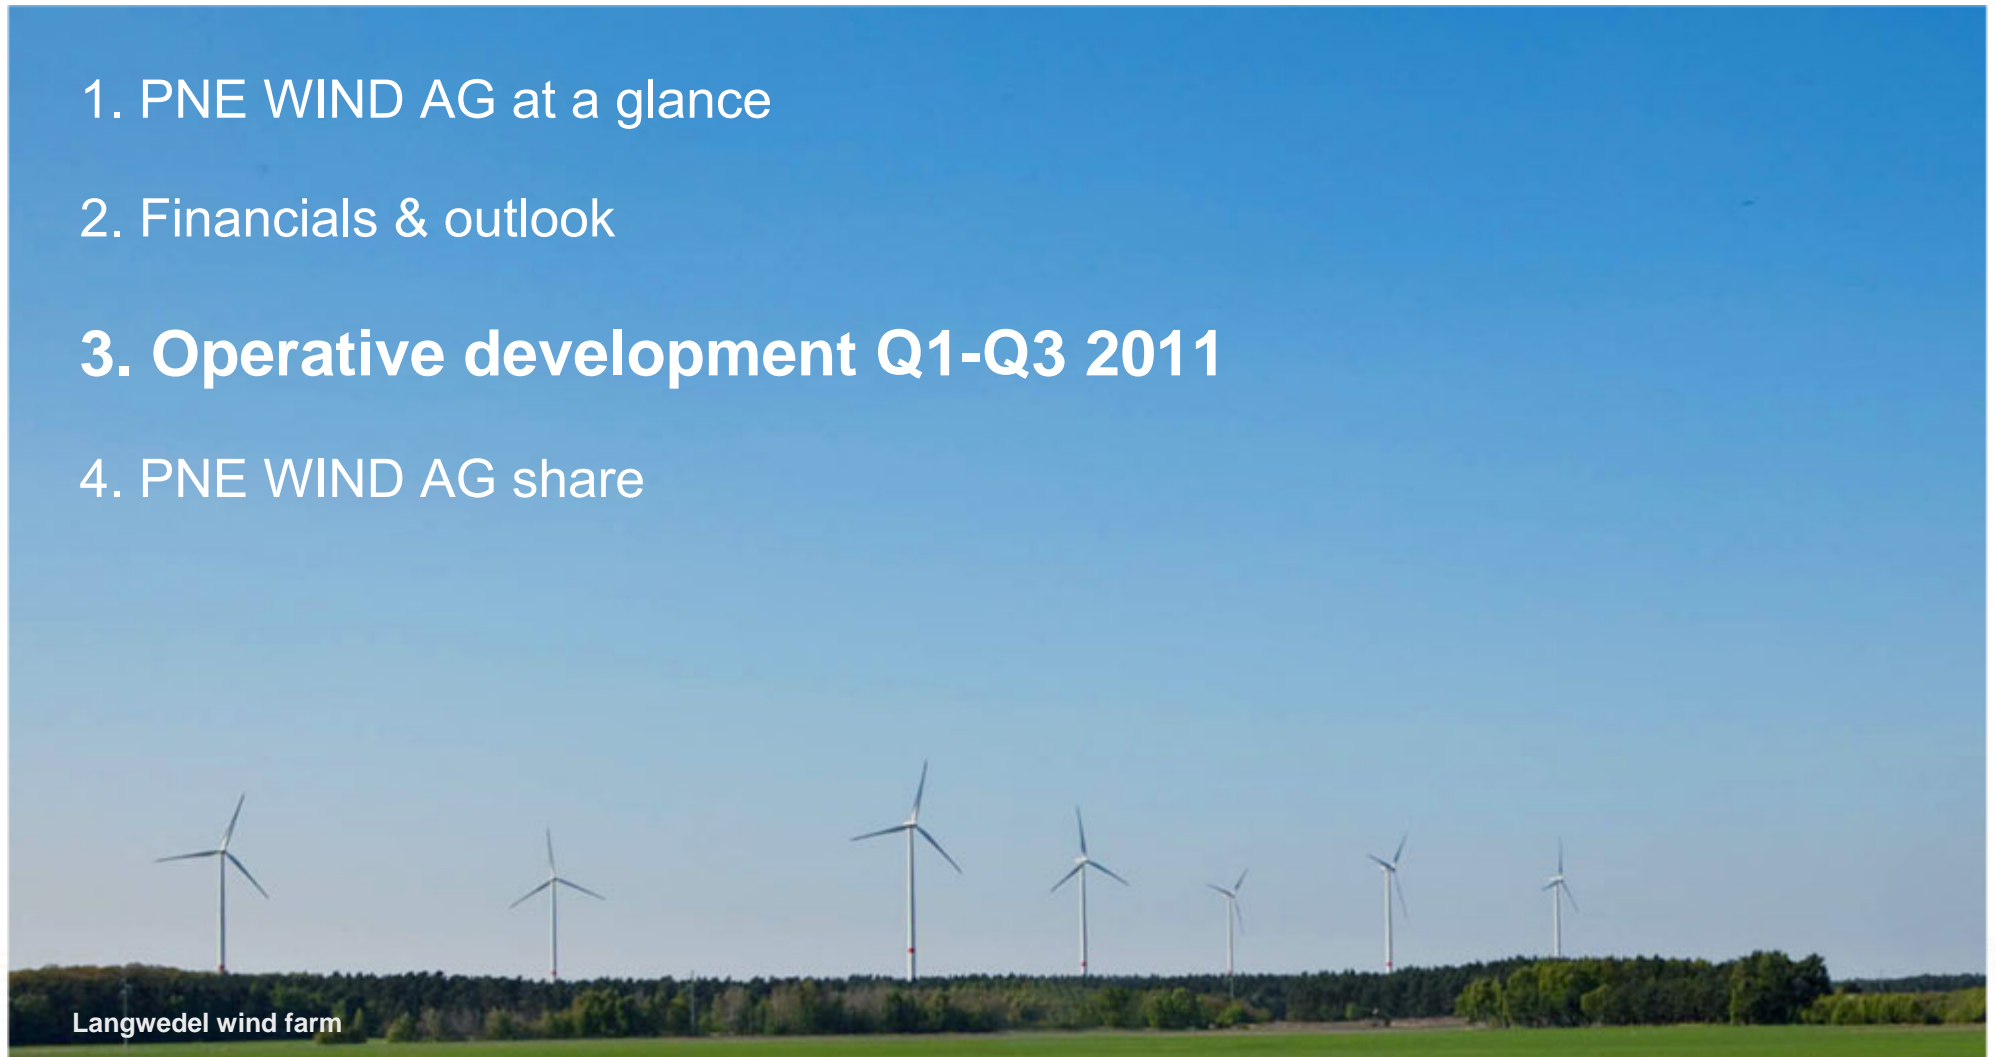 1. PNE WIND AG at a glance
2. Financials & outlook
3. Operative development Q1-Q3 2011
4. PNE WIND AG share
Langwedel wind farm